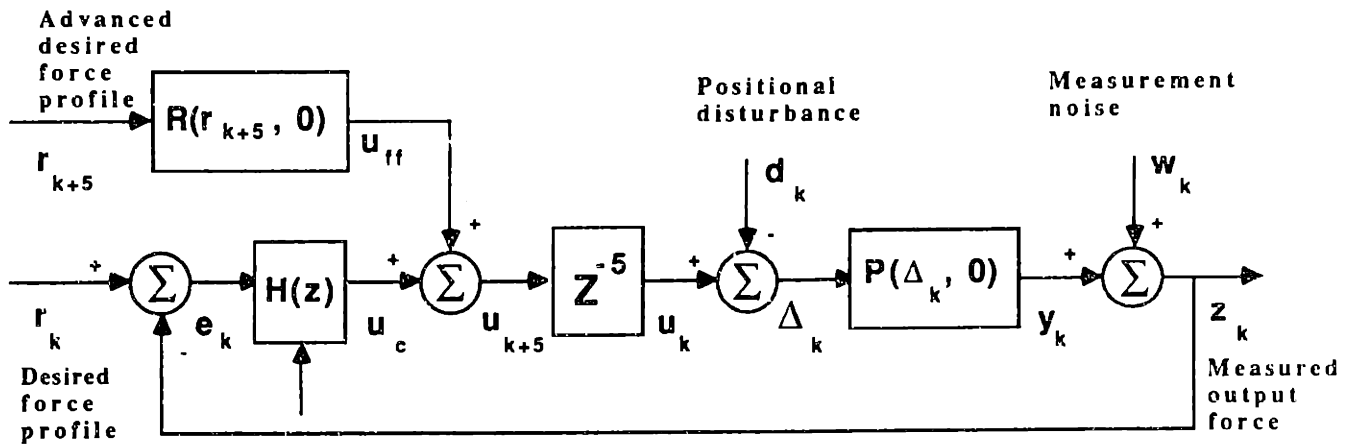 Advanced
desired
force
profile
R(r k+5 , 0)
r k+5
u ff
Positional
disturbance
d k
Measurement
noise
w k
+
-
+
+
Σ
H(z)
+
Σ
Z -5
+
Σ
P(Δ k , 0)
+
Σ
r k
-
e k
u c
u k+5
u k
Δ k
y k
z k
Desired
force
profile
Measured
output
force